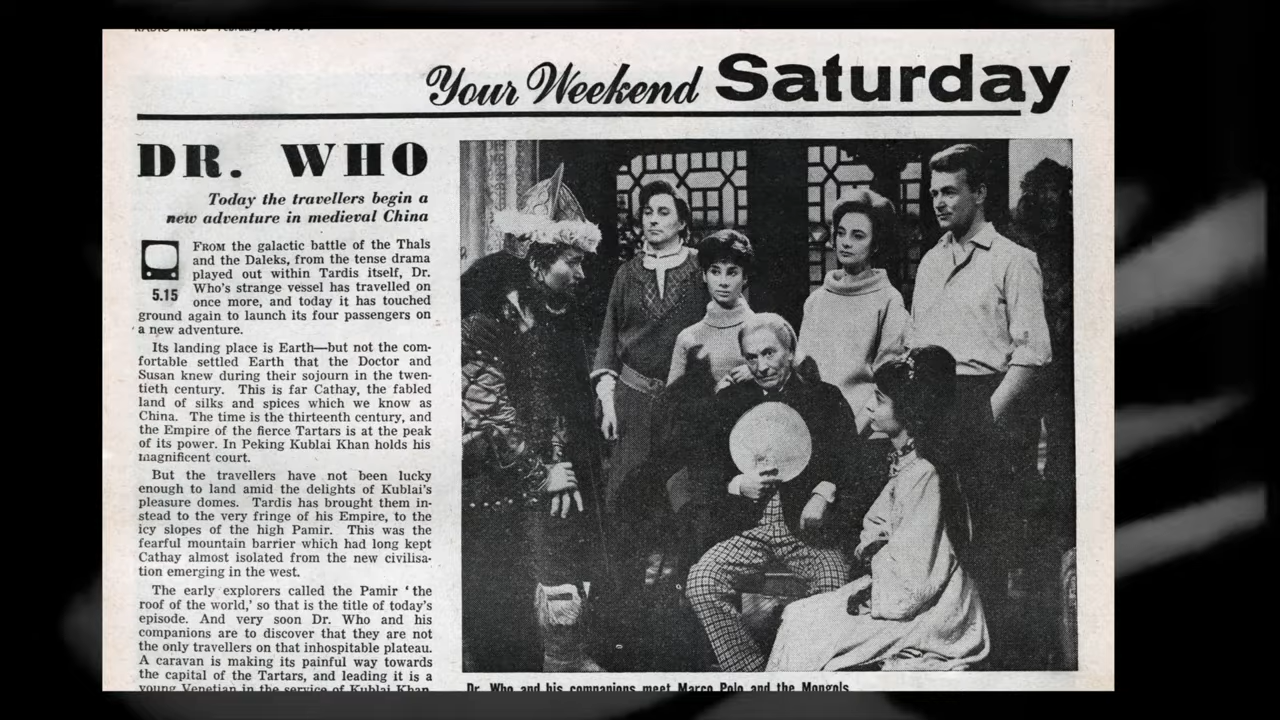 Your Weekend Saturday
DR. WHO
Today the travellers begin a
new adventure in medieval China
5.15
FROM the galactic battle of the Thals
and the Daleks, from the tense drama
played out within Tardis itself, Dr.
Who's strange vessel has travelled on
once more, and today it has touched
ground again to launch its four passengers on
a new adventure.
Its landing place is Earth—but not the com-
fortable settled Earth that the Doctor and
Susan knew during their sojourn in the twen-
tieth century. This is far Cathay, the fabled
land of silks and spices which we know as
China. The time is the thirteenth century, and
the Empire of the fierce Tartars is at the peak
of its power. In Peking Kublai Khan holds his
magnificent court.
But the travellers have not been lucky
enough to land amid the delights of Kublai's
pleasure domes. Tardis has brought them in-
stead to the very fringe of his Empire, to the
icy slopes of the high Pamir. This was the
fearful mountain barrier which had long kept
Cathay almost isolated from the new civilisa-
tion emerging in the west.
The early explorers called the Pamir 'the
roof of the world,' so that is the title of today's
episode. And very soon Dr. Who and his
companions are to discover that they are not
the only travellers on that inhospitable plateau.
A caravan is making its painful way towards
the capital of the Tartars, and leading it is a
young Venetian in the service of Kublai Khan
Dr. Who and his companions meet Marco Polo and the Mongols